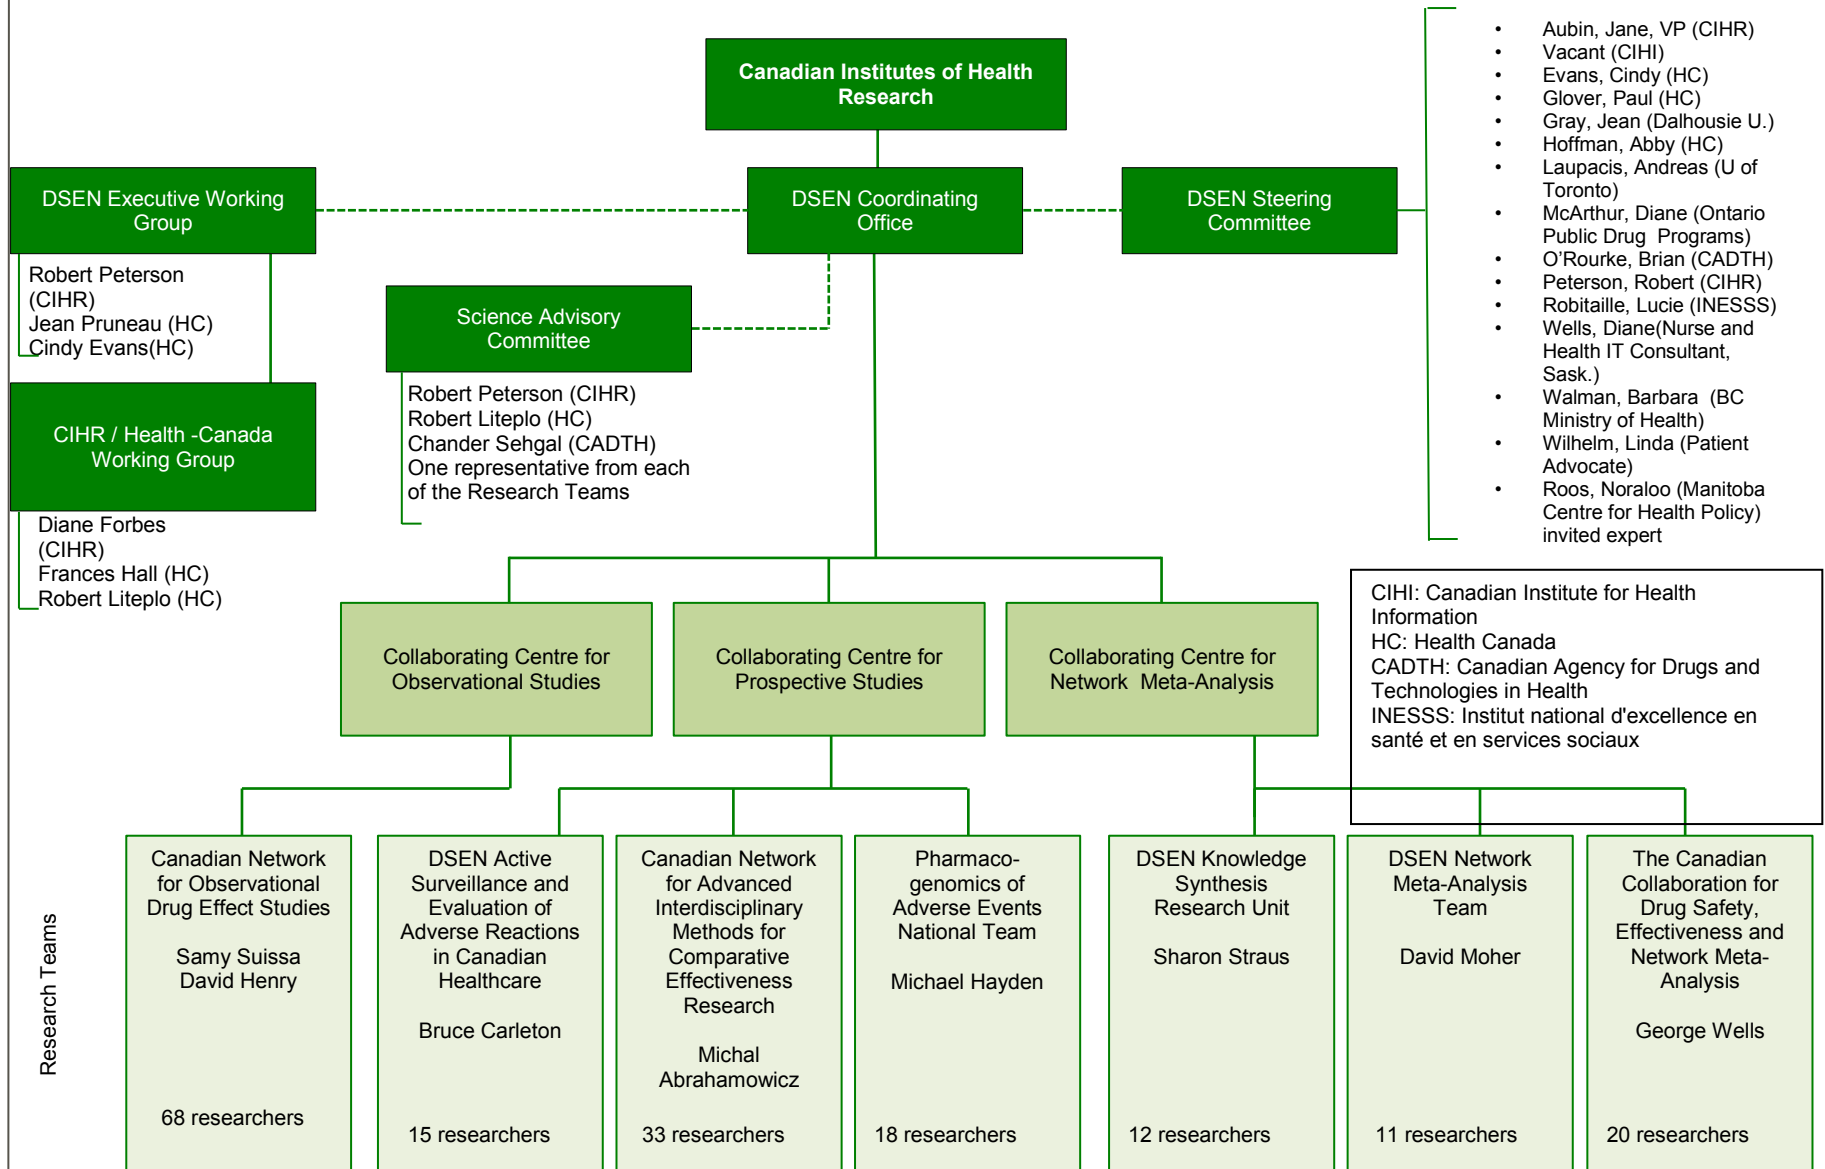 Canadian Institutes of Health
Research
DSEN Executive Working
Group
DSEN Coordinating
Office
DSEN Steering
Committee
• Aubin, Jane, VP (CIHR)
• Vacant (CIHI)
• Evans, Cindy (HC)
• Glover, Paul (HC)
• Gray, Jean (Dalhousie U.)
• Hoffman, Abby (HC)
• Laupacis, Andreas (U of
Toronto)
• McArthur, Diane (Ontario
Public Drug Programs)
• O'Rourke, Brian (CADTH)
• Peterson, Robert (CIHR)
• Robitaille, Lucie (INESSS)
• Wells, Diane(Nurse and
Health IT Consultant,
Sask.)
• Walman, Barbara (BC
Ministry of Health)
• Wilhelm, Linda (Patient
Advocate)
• Roos, Noraloo (Manitoba
Centre for Health Policy)
invited expert
Robert Peterson
(CIHR)
Jean Pruneau (HC)
Cindy Evans(HC)
Science Advisory
Committee
Robert Peterson (CIHR)
Robert Liteplo (HC)
Chander Sehgal (CADTH)
One representative from each
of the Research Teams
CIHR / Health -Canada
Working Group
Diane Forbes
(CIHR)
Frances Hall (HC)
Robert Liteplo (HC)
CIHI: Canadian Institute for Health
Information
HC: Health Canada
CADTH: Canadian Agency for Drugs and
Technologies in Health
INESSS: Institut national d'excellence en
santé et en services sociaux
Collaborating Centre for
Observational Studies
Collaborating Centre for
Prospective Studies
Collaborating Centre for
Network Meta-Analysis
Research Teams
Canadian Network
for Observational
Drug Effect Studies
Samy Suissa
David Henry
68 researchers
DSEN Active
Surveillance and
Evaluation of
Adverse Reactions
in Canadian
Healthcare
Bruce Carleton
15 researchers
Canadian Network
for Advanced
Interdisciplinary
Methods for
Comparative
Effectiveness
Research
Michal
Abrahamowicz
33 researchers
Pharmaco-
genomics of
Adverse Events
National Team
Michael Hayden
18 researchers
DSEN Knowledge
Synthesis
Research Unit
Sharon Straus
12 researchers
DSEN Network
Meta-Analysis
Team
David Moher
11 researchers
The Canadian
Collaboration for
Drug Safety,
Effectiveness and
Network Meta-
Analysis
George Wells
20 researchers